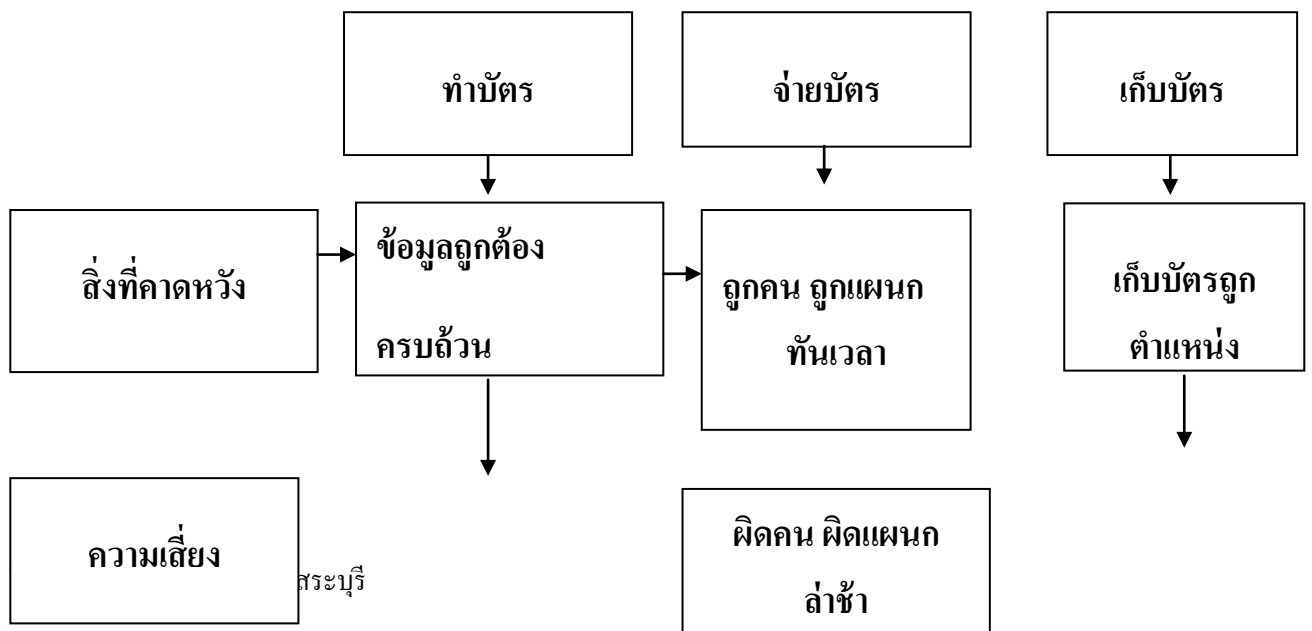 ทำบัตร
จ่ายบัตร
เก็บบัตร
สิ่งที่คาดหวัง
ข้อมูลถูกต้อง
ครบถ้วน
ถูกคน ถูกแผนก
ทันเวลา
เก็บบัตรถูก
ตำแหน่ง
ความเสี่ยง
สระบุรี
ผิดคน ผิดแผนก
ล่าช้า